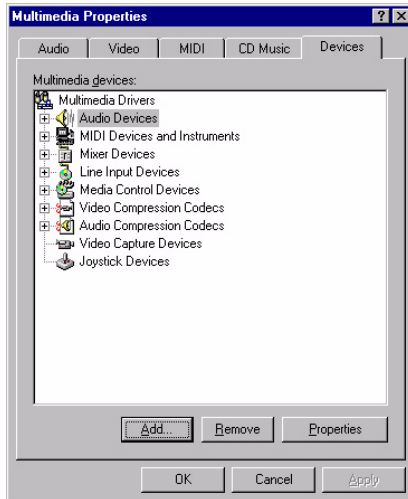 Multimedia Properties
Audio Video MIDI CD Music Devices
Multimedia devices:
Multimedia Drivers
Audio Devices
MIDI Devices and Instruments
Mixer Devices
Line Input Devices
Media Control Devices
Video Compression Codecs
Audio Compression Codecs
Video Capture Devices
Joystick Devices
Add... Remove Properties
OK Cancel Apply